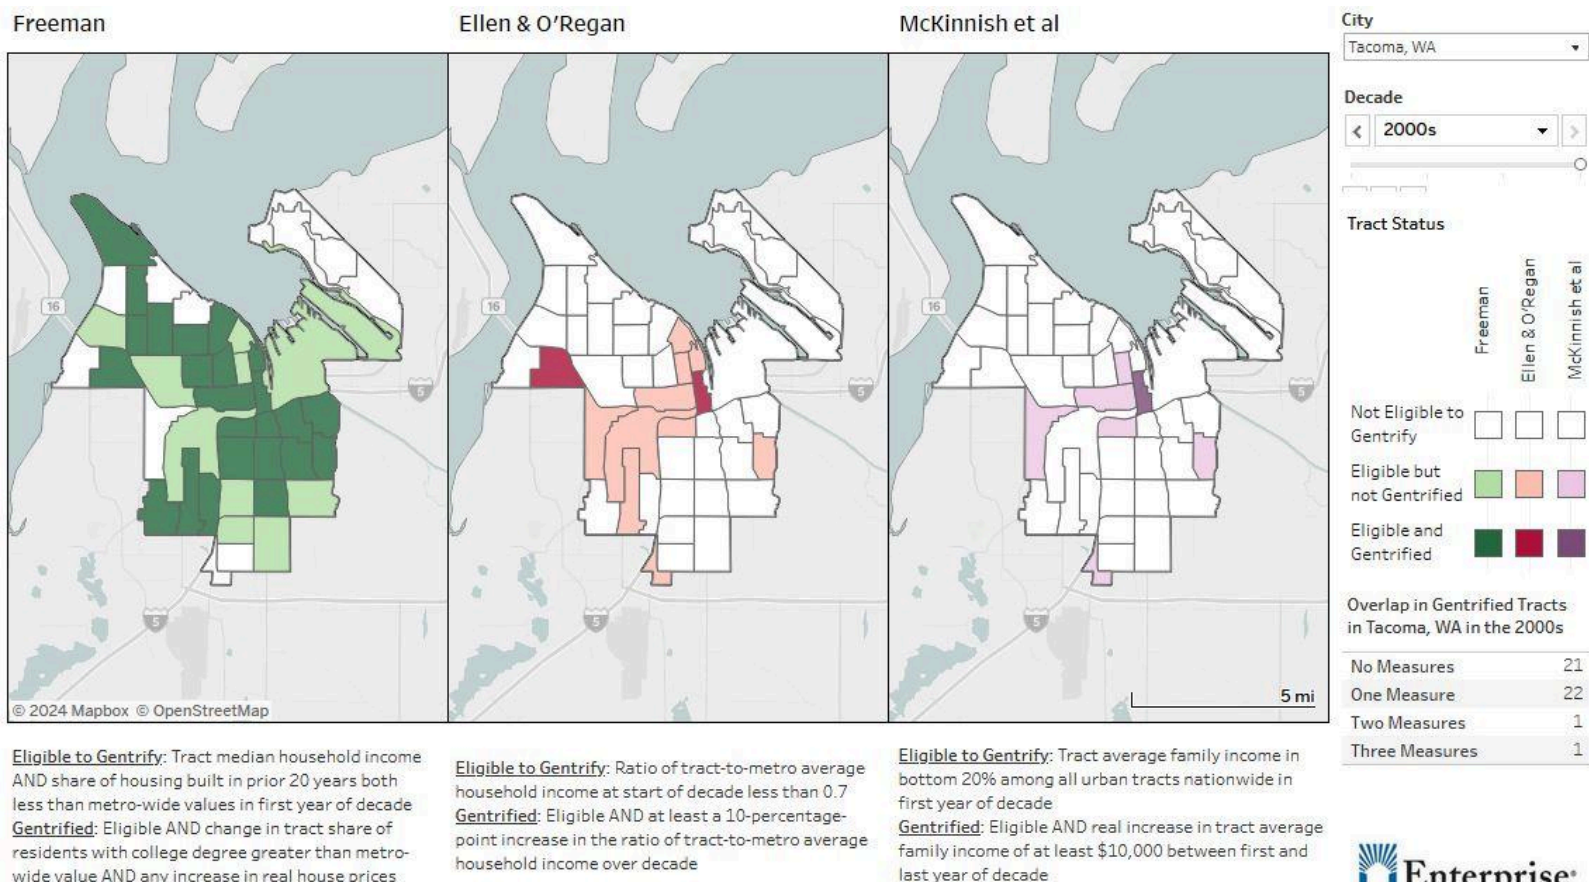 Freeman
Ellen & O'Regan
McKinnish et al
16
5
5
© 2024 Mapbox © OpenStreetMap
16
5
5
5
5
5 mi
City
Tacoma, WA
Decade
2000s
Tract Status
Freeman
Ellen & O'Regan
McKinnish et al
Not Eligible to
Gentrify
Eligible but
not Gentrified
Eligible and
Gentrified
Overlap in Gentrified Tracts
in Tacoma, WA in the 2000s
No Measures 21
One Measure 22
Two Measures 1
Three Measures 1
Eligible to Gentrify: Tract median household income
AND share of housing built in prior 20 years both
less than metro-wide values in first year of decade
Gentrified: Eligible AND change in tract share of
residents with college degree greater than metro-
wide value AND any increase in real house prices
Eligible to Gentrify: Ratio of tract-to-metro average
household income at start of decade less than 0.7
Gentrified: Eligible AND at least a 10-percentage-
point increase in the ratio of tract-to-metro average
household income over decade
Eligible to Gentrify: Tract average family income in
bottom 20% among all urban tracts nationwide in
first year of decade
Gentrified: Eligible AND real increase in tract average
family income of at least $10,000 between first and
last year of decade
Enterprise